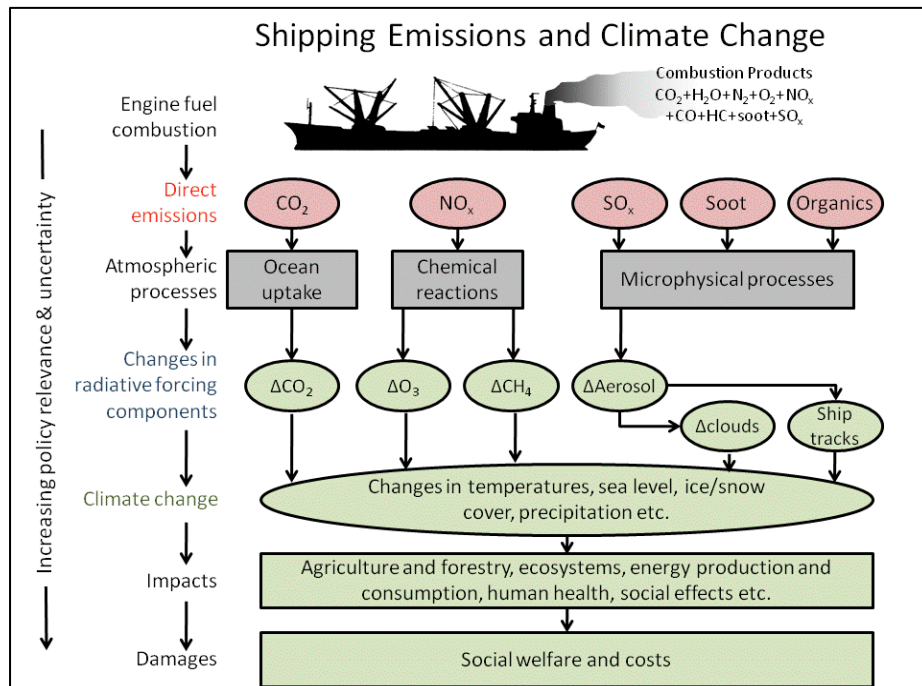 Shipping Emissions and Climate Change
Combustion Products
CO₂+H₂O+N₂+O₂+NOₓ
+CO+HC+soot+SOₓ
Engine fuel
combustion
Increasing policy relevance & uncertainty
Direct
emissions
CO₂
NOₓ
SOₓ
Soot
Organics
Atmospheric
processes
Ocean
uptake
Chemical
reactions
Microphysical processes
Changes in
radiative forcing
components
ΔCO₂
ΔO₃
ΔCH₄
ΔAerosol
Δclouds
Ship
tracks
Climate change
Changes in temperatures, sea level, ice/snow
cover, precipitation etc.
Impacts
Agriculture and forestry, ecosystems, energy production and
consumption, human health, social effects etc.
Damages
Social welfare and costs